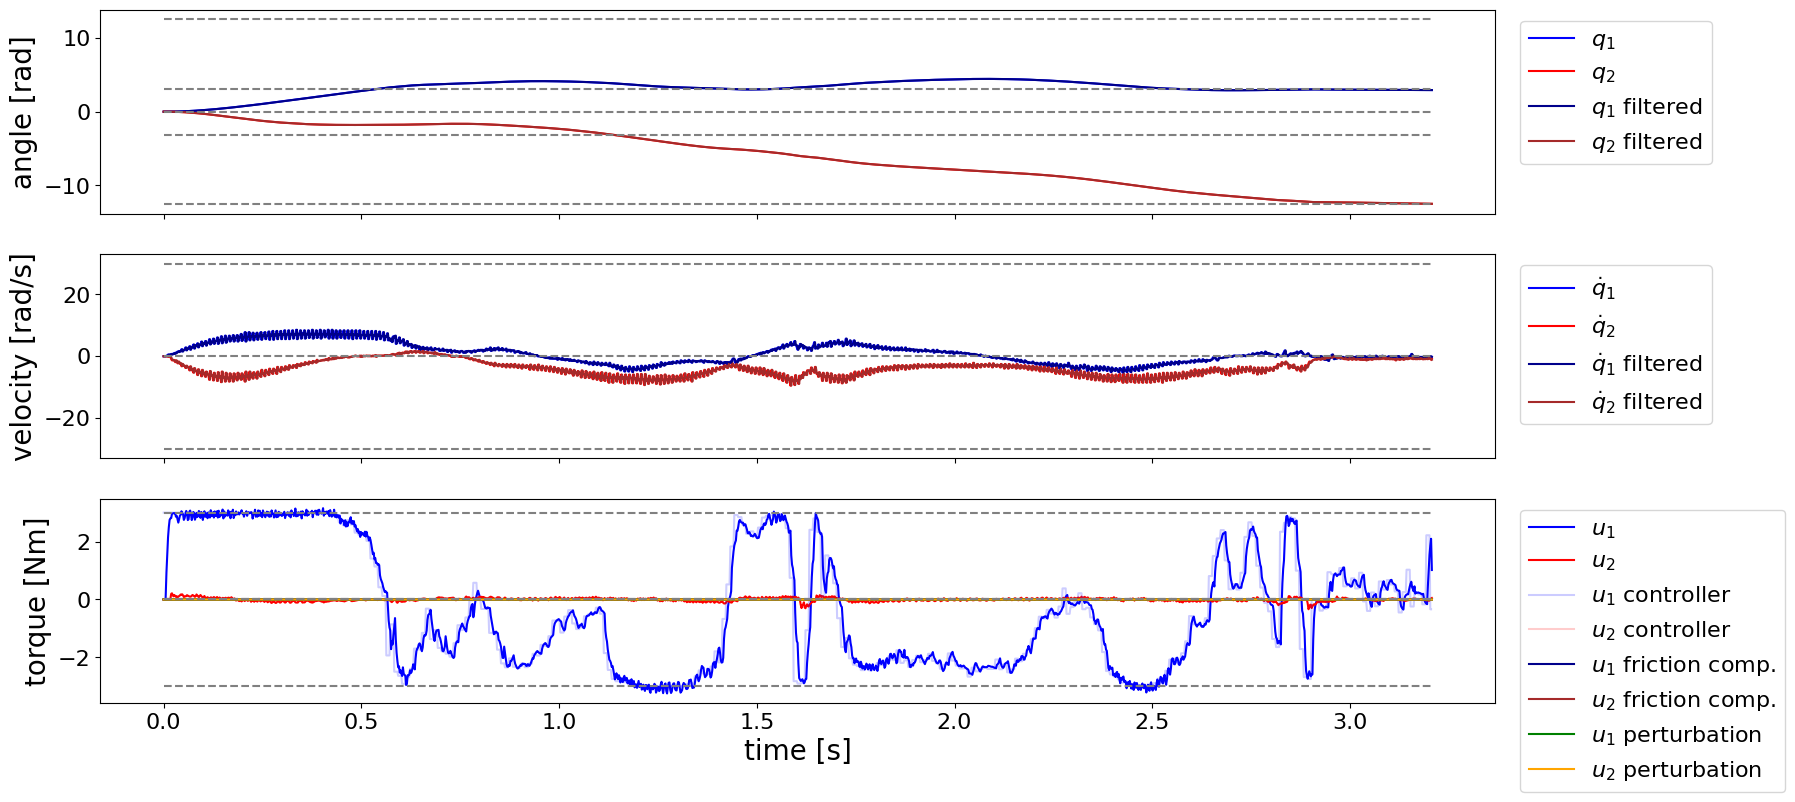 angle [rad]
10
0
−10
q₁
q₂
q₁ filtered
q₂ filtered
velocity [rad/s]
20
0
−20
q̇₁
q̇₂
q̇₁ filtered
q̇₂ filtered
torque [Nm]
2
0
−2
0.0 0.5 1.0 1.5 2.0 2.5 3.0
time [s]
u₁
u₂
u₁ controller
u₂ controller
u₁ friction comp.
u₂ friction comp.
u₁ perturbation
u₂ perturbation